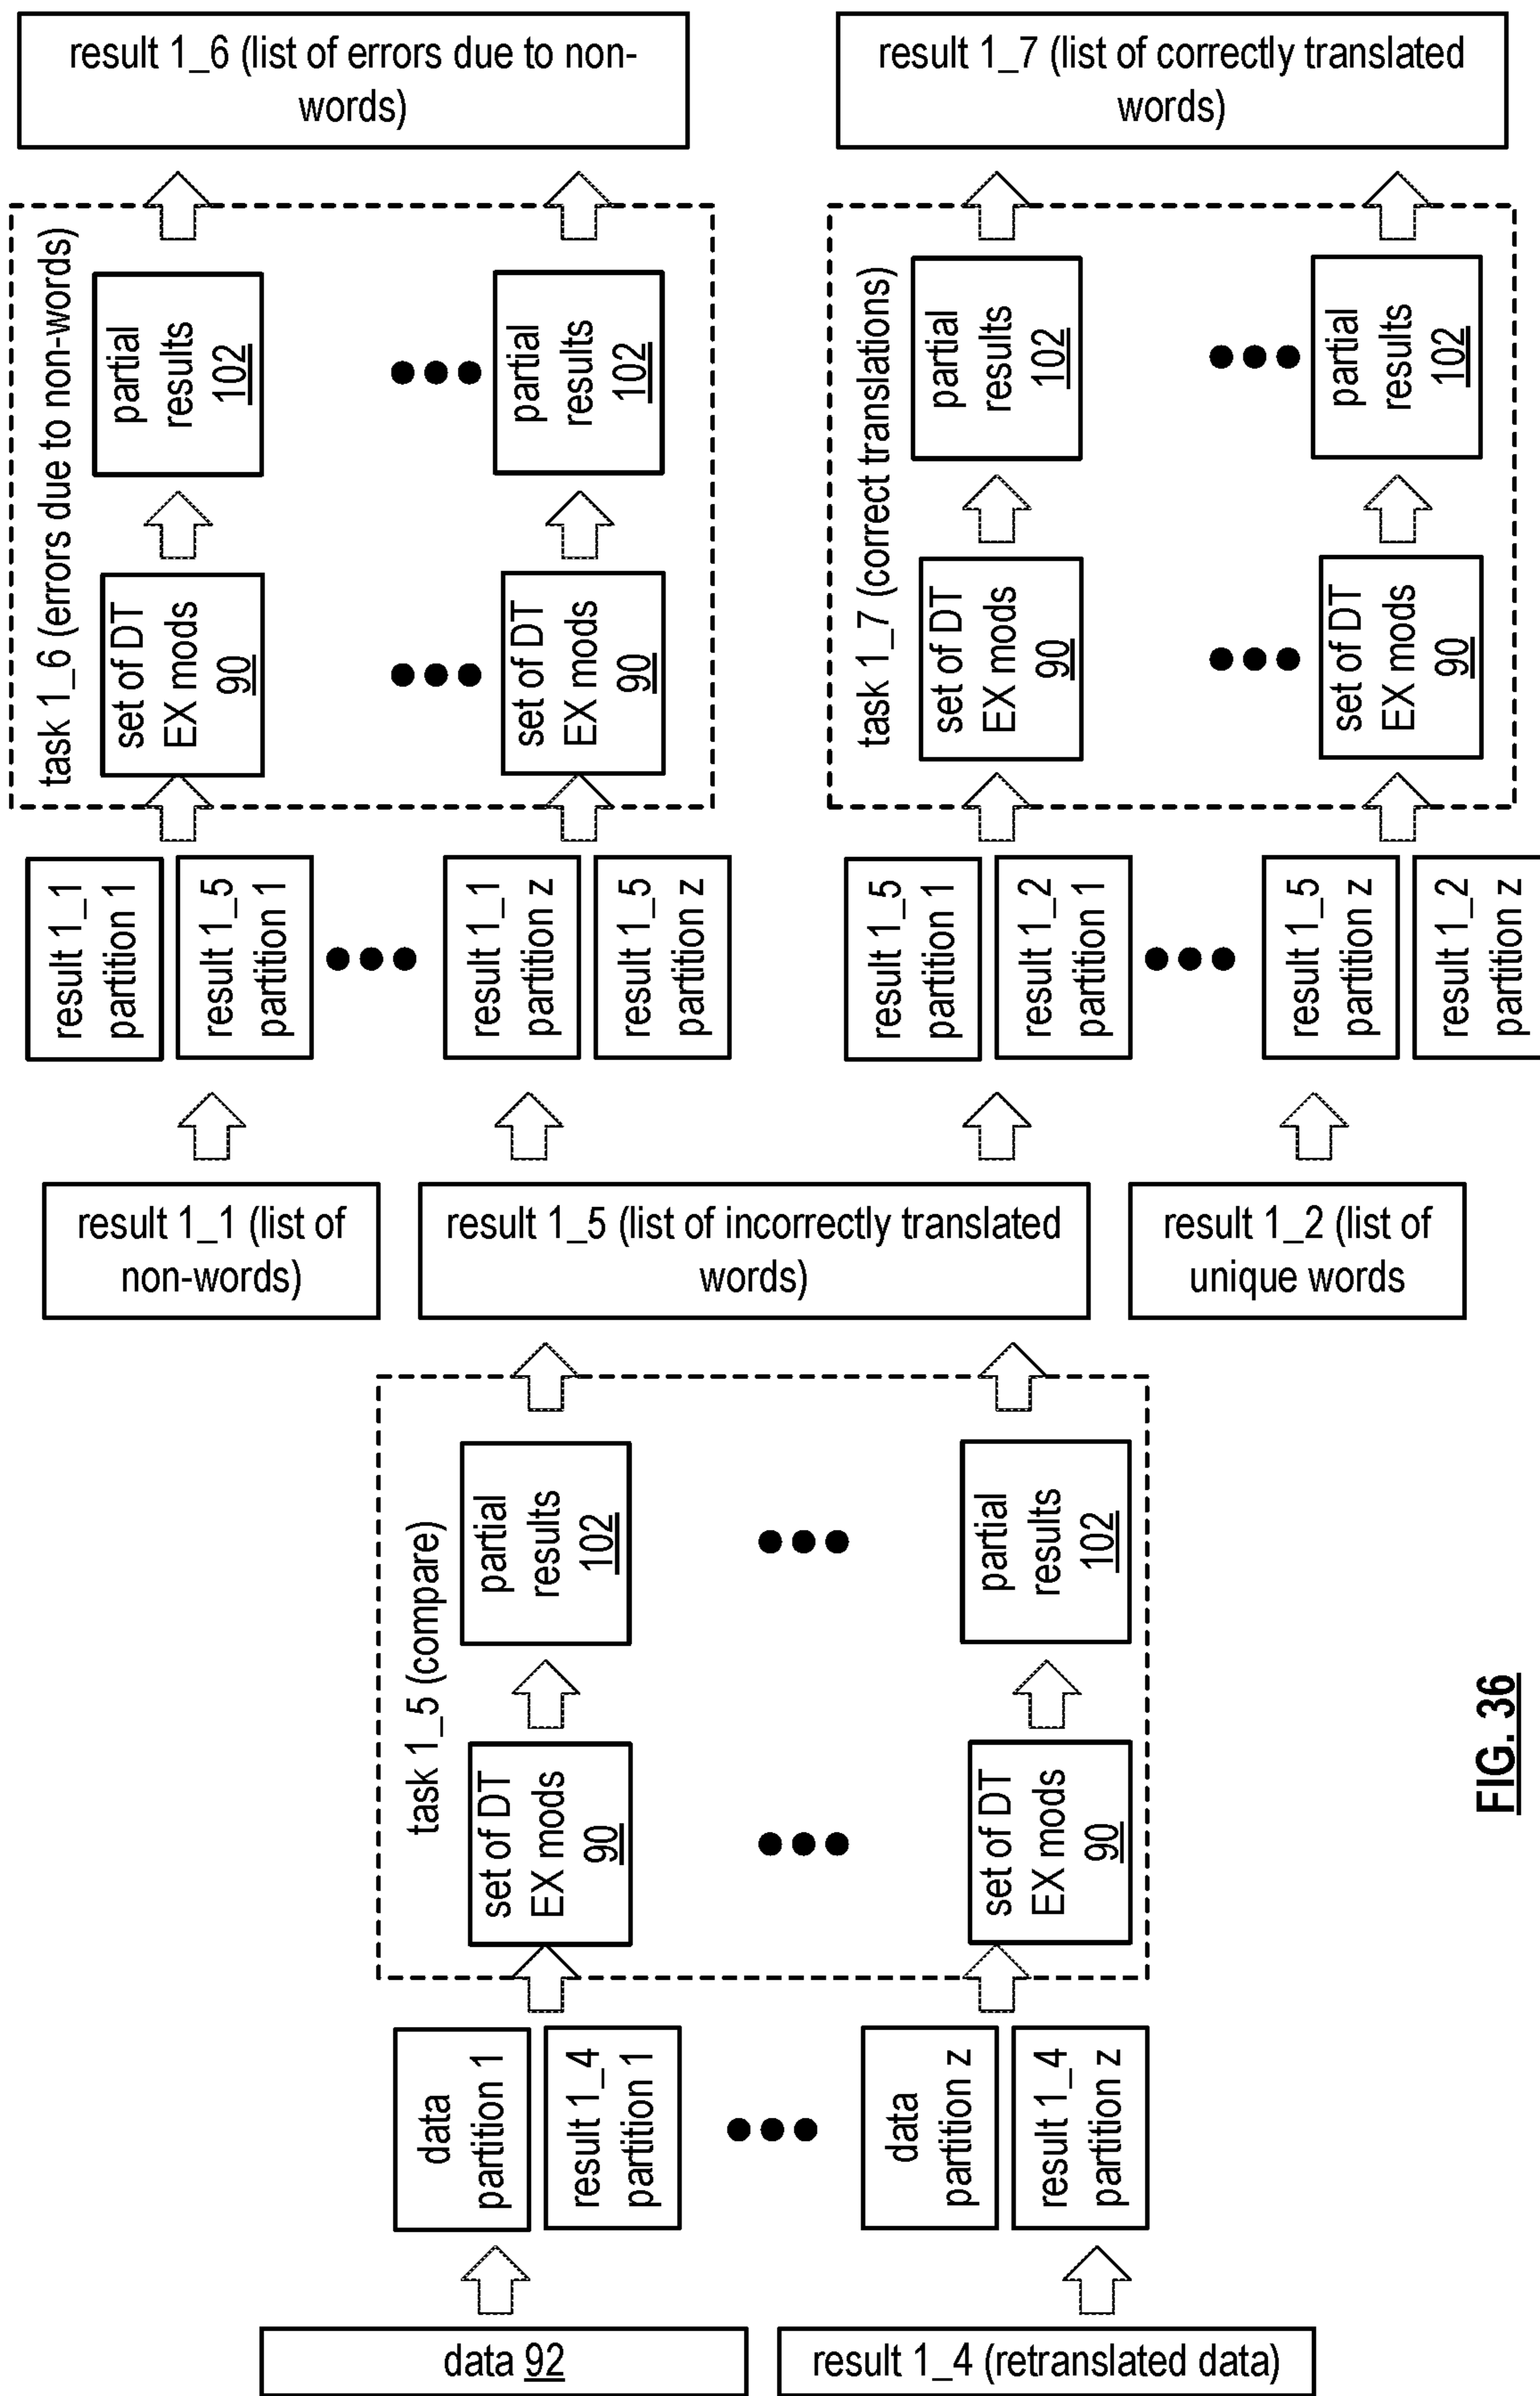 data 92
result 1_4 (retranslated data)
data
partition 1
result 1_4
partition 1
data
partition z
result 1_4
partition z
task 1_5 (compare)
set of DT
EX mods
90
partial
results
102
set of DT
EX mods
90
partial
results
102
result 1_1 (list of
non-words)
result 1_5 (list of incorrectly translated
words)
result 1_2 (list of
unique words
result 1_1
partition 1
result 1_5
partition 1
result 1_1
partition z
result 1_5
partition z
result 1_5
partition 1
result 1_2
partition 1
result 1_5
partition z
result 1_2
partition z
task 1_6 (errors due to non-words)
set of DT
EX mods
90
partial
results
102
set of DT
EX mods
90
partial
results
102
task 1_7 (correct translations)
set of DT
EX mods
90
partial
results
102
set of DT
EX mods
90
partial
results
102
result 1_6 (list of errors due to non-
words)
result 1_7 (list of correctly translated
words)
FIG. 36